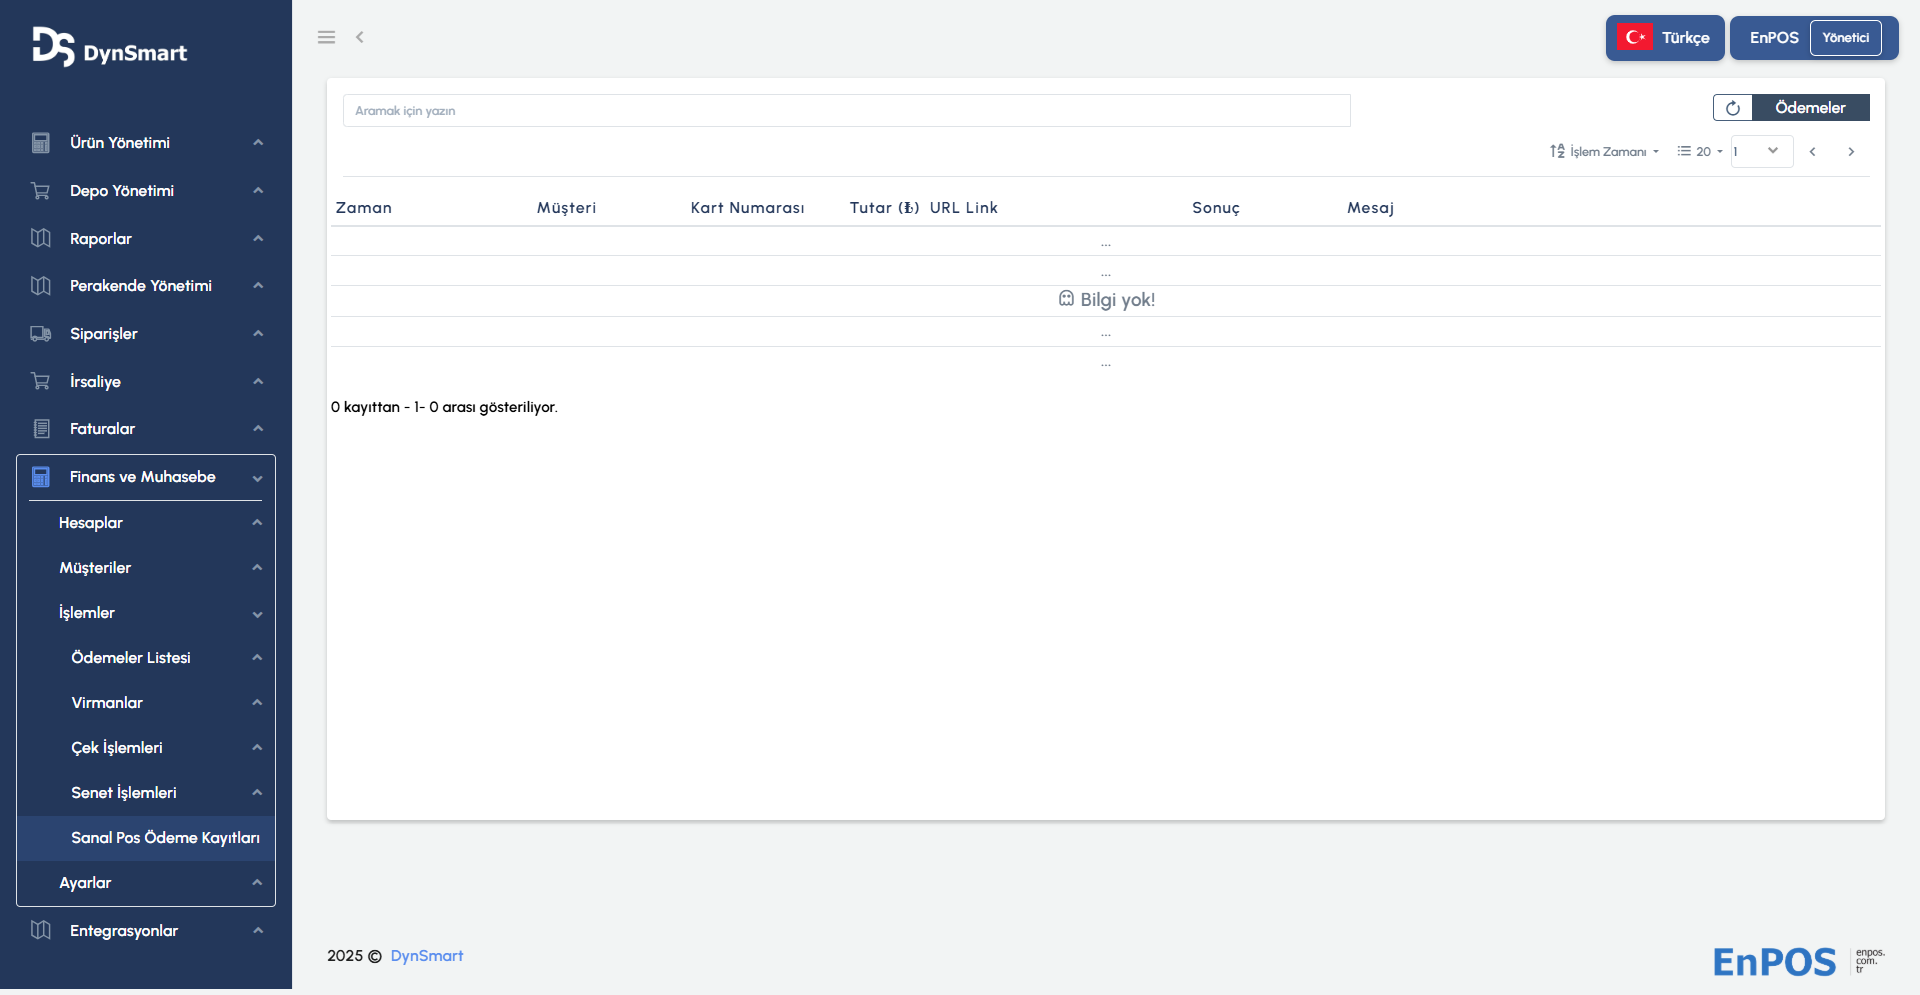 DS DynSmart
Ürün Yönetimi
Depo Yönetimi
Raporlar
Perakende Yönetimi
Siparişler
İrsaliye
Faturalar
Finans ve Muhasebe
Hesaplar
Müşteriler
İşlemler
Ödemeler Listesi
Virmanlar
Çek İşlemleri
Senet İşlemleri
Sanal Pos Ödeme Kayıtları
Ayarlar
Entegrasyonlar
Türkçe
EnPOS Yönetici
Aramak için yazın
Ödemeler
İşlem Zamanı 20 1
Zaman Müşteri Kart Numarası Tutar (₺) URL Link Sonuç Mesaj
...
...
Bilgi yok!
...
...
0 kayıttan - 1- 0 arası gösteriliyor.
2025 © DynSmart
EnPOS
enpos.
com.
tr